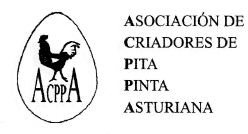 ACPPA
ASOCIACIÓN DE
CRIADORES DE
PITA
PINTA
ASTURIANA